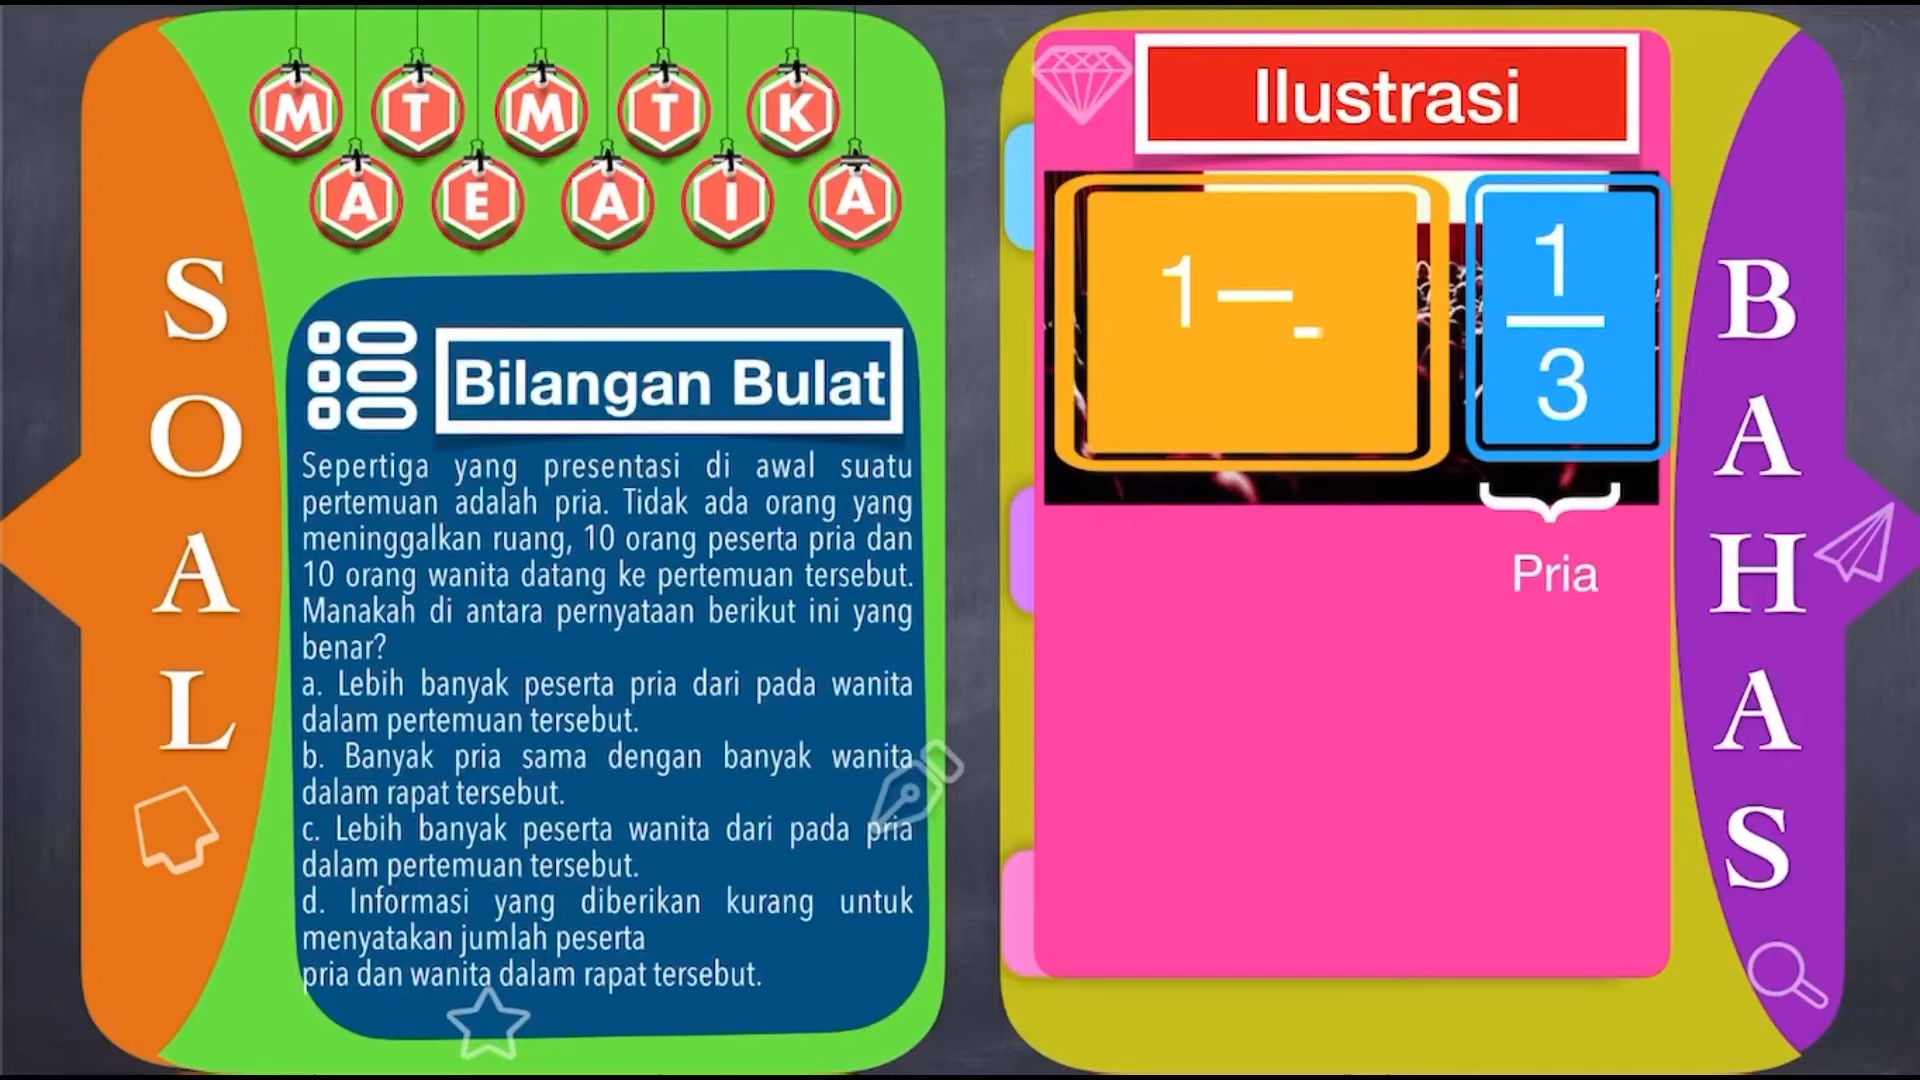 M T M T K
A E A I A
SOAL
Bilangan Bulat
Sepertiga yang presentasi di awal suatu
pertemuan adalah pria. Tidak ada orang yang
meninggalkan ruang, 10 orang peserta pria dan
10 orang wanita datang ke pertemuan tersebut.
Manakah di antara pernyataan berikut ini yang
benar?
a. Lebih banyak peserta pria dari pada wanita
dalam pertemuan tersebut.
b. Banyak pria sama dengan banyak wanita
dalam rapat tersebut.
c. Lebih banyak peserta wanita dari pada pria
dalam pertemuan tersebut.
d. Informasi yang diberikan kurang untuk
menyatakan jumlah peserta
pria dan wanita dalam rapat tersebut.
Ilustrasi
1 −
1
3
Pria
BAHAS